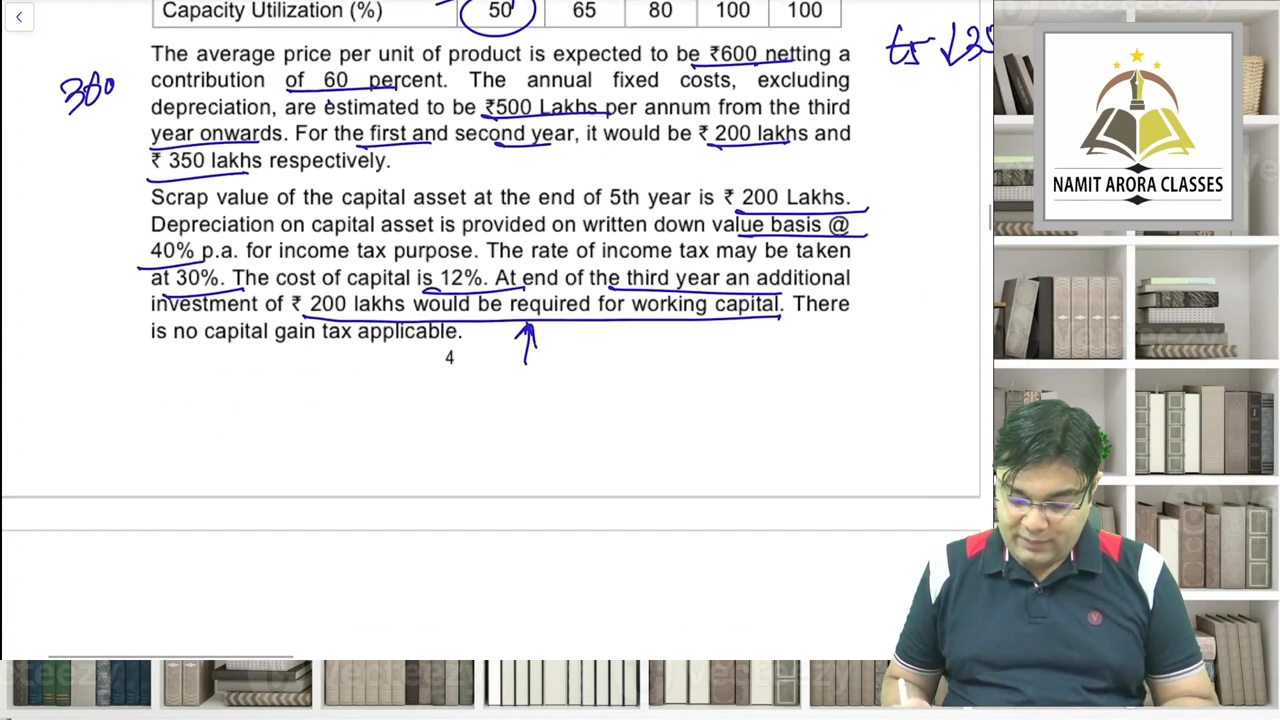 Capacity Utilization (%) 50 65 80 100 100
The average price per unit of product is expected to be ₹600 netting a
contribution of 60 percent. The annual fixed costs, excluding
depreciation, are estimated to be ₹500 Lakhs per annum from the third
year onwards. For the first and second year, it would be ₹ 200 lakhs and
₹ 350 lakhs respectively.
Scrap value of the capital asset at the end of 5th year is ₹ 200 Lakhs.
Depreciation on capital asset is provided on written down value basis @
40% p.a. for income tax purpose. The rate of income tax may be taken
at 30%. The cost of capital is 12%. At end of the third year an additional
investment of ₹ 200 lakhs would be required for working capital. There
is no capital gain tax applicable.
4
NAMIT ARORA CLASSES